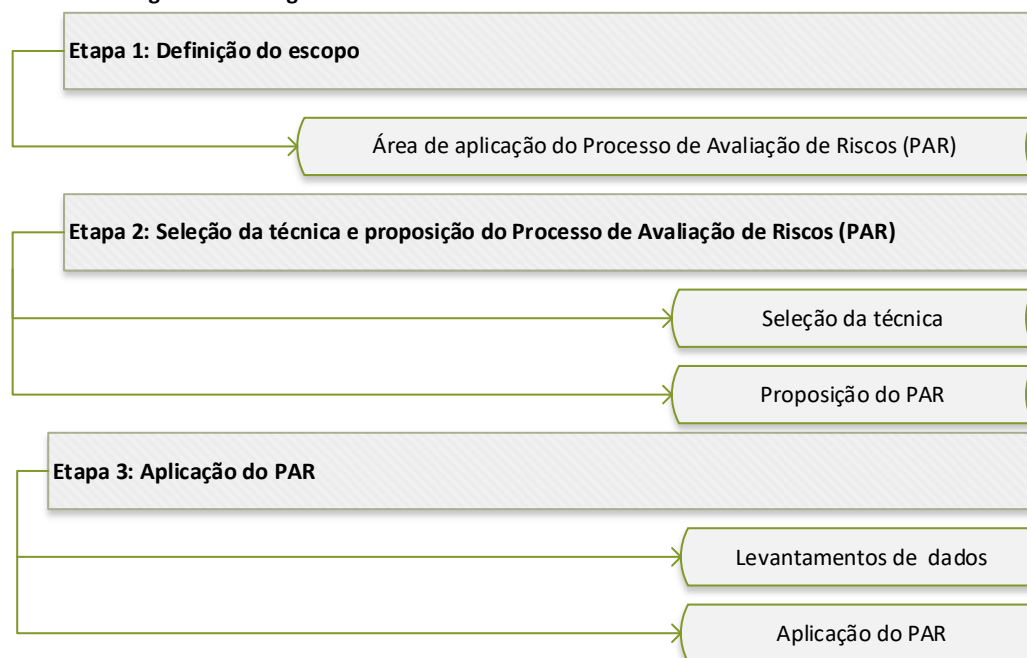 Etapa 1: Definição do escopo
Área de aplicação do Processo de Avaliação de Riscos (PAR)
Etapa 2: Seleção da técnica e proposição do Processo de Avaliação de Riscos (PAR)
Seleção da técnica
Proposição do PAR
Etapa 3: Aplicação do PAR
Levantamentos de dados
Aplicação do PAR